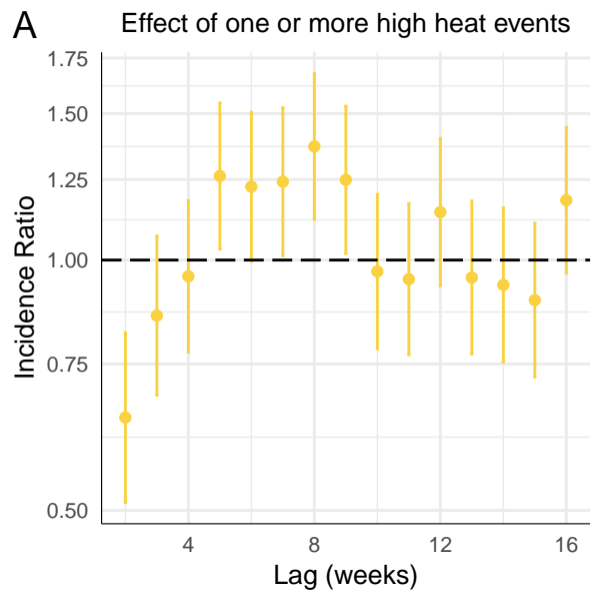 A
Effect of one or more high heat events
1.75
1.50
1.25
1.00
0.75
0.50
Incidence Ratio
4 8 12 16
Lag (weeks)